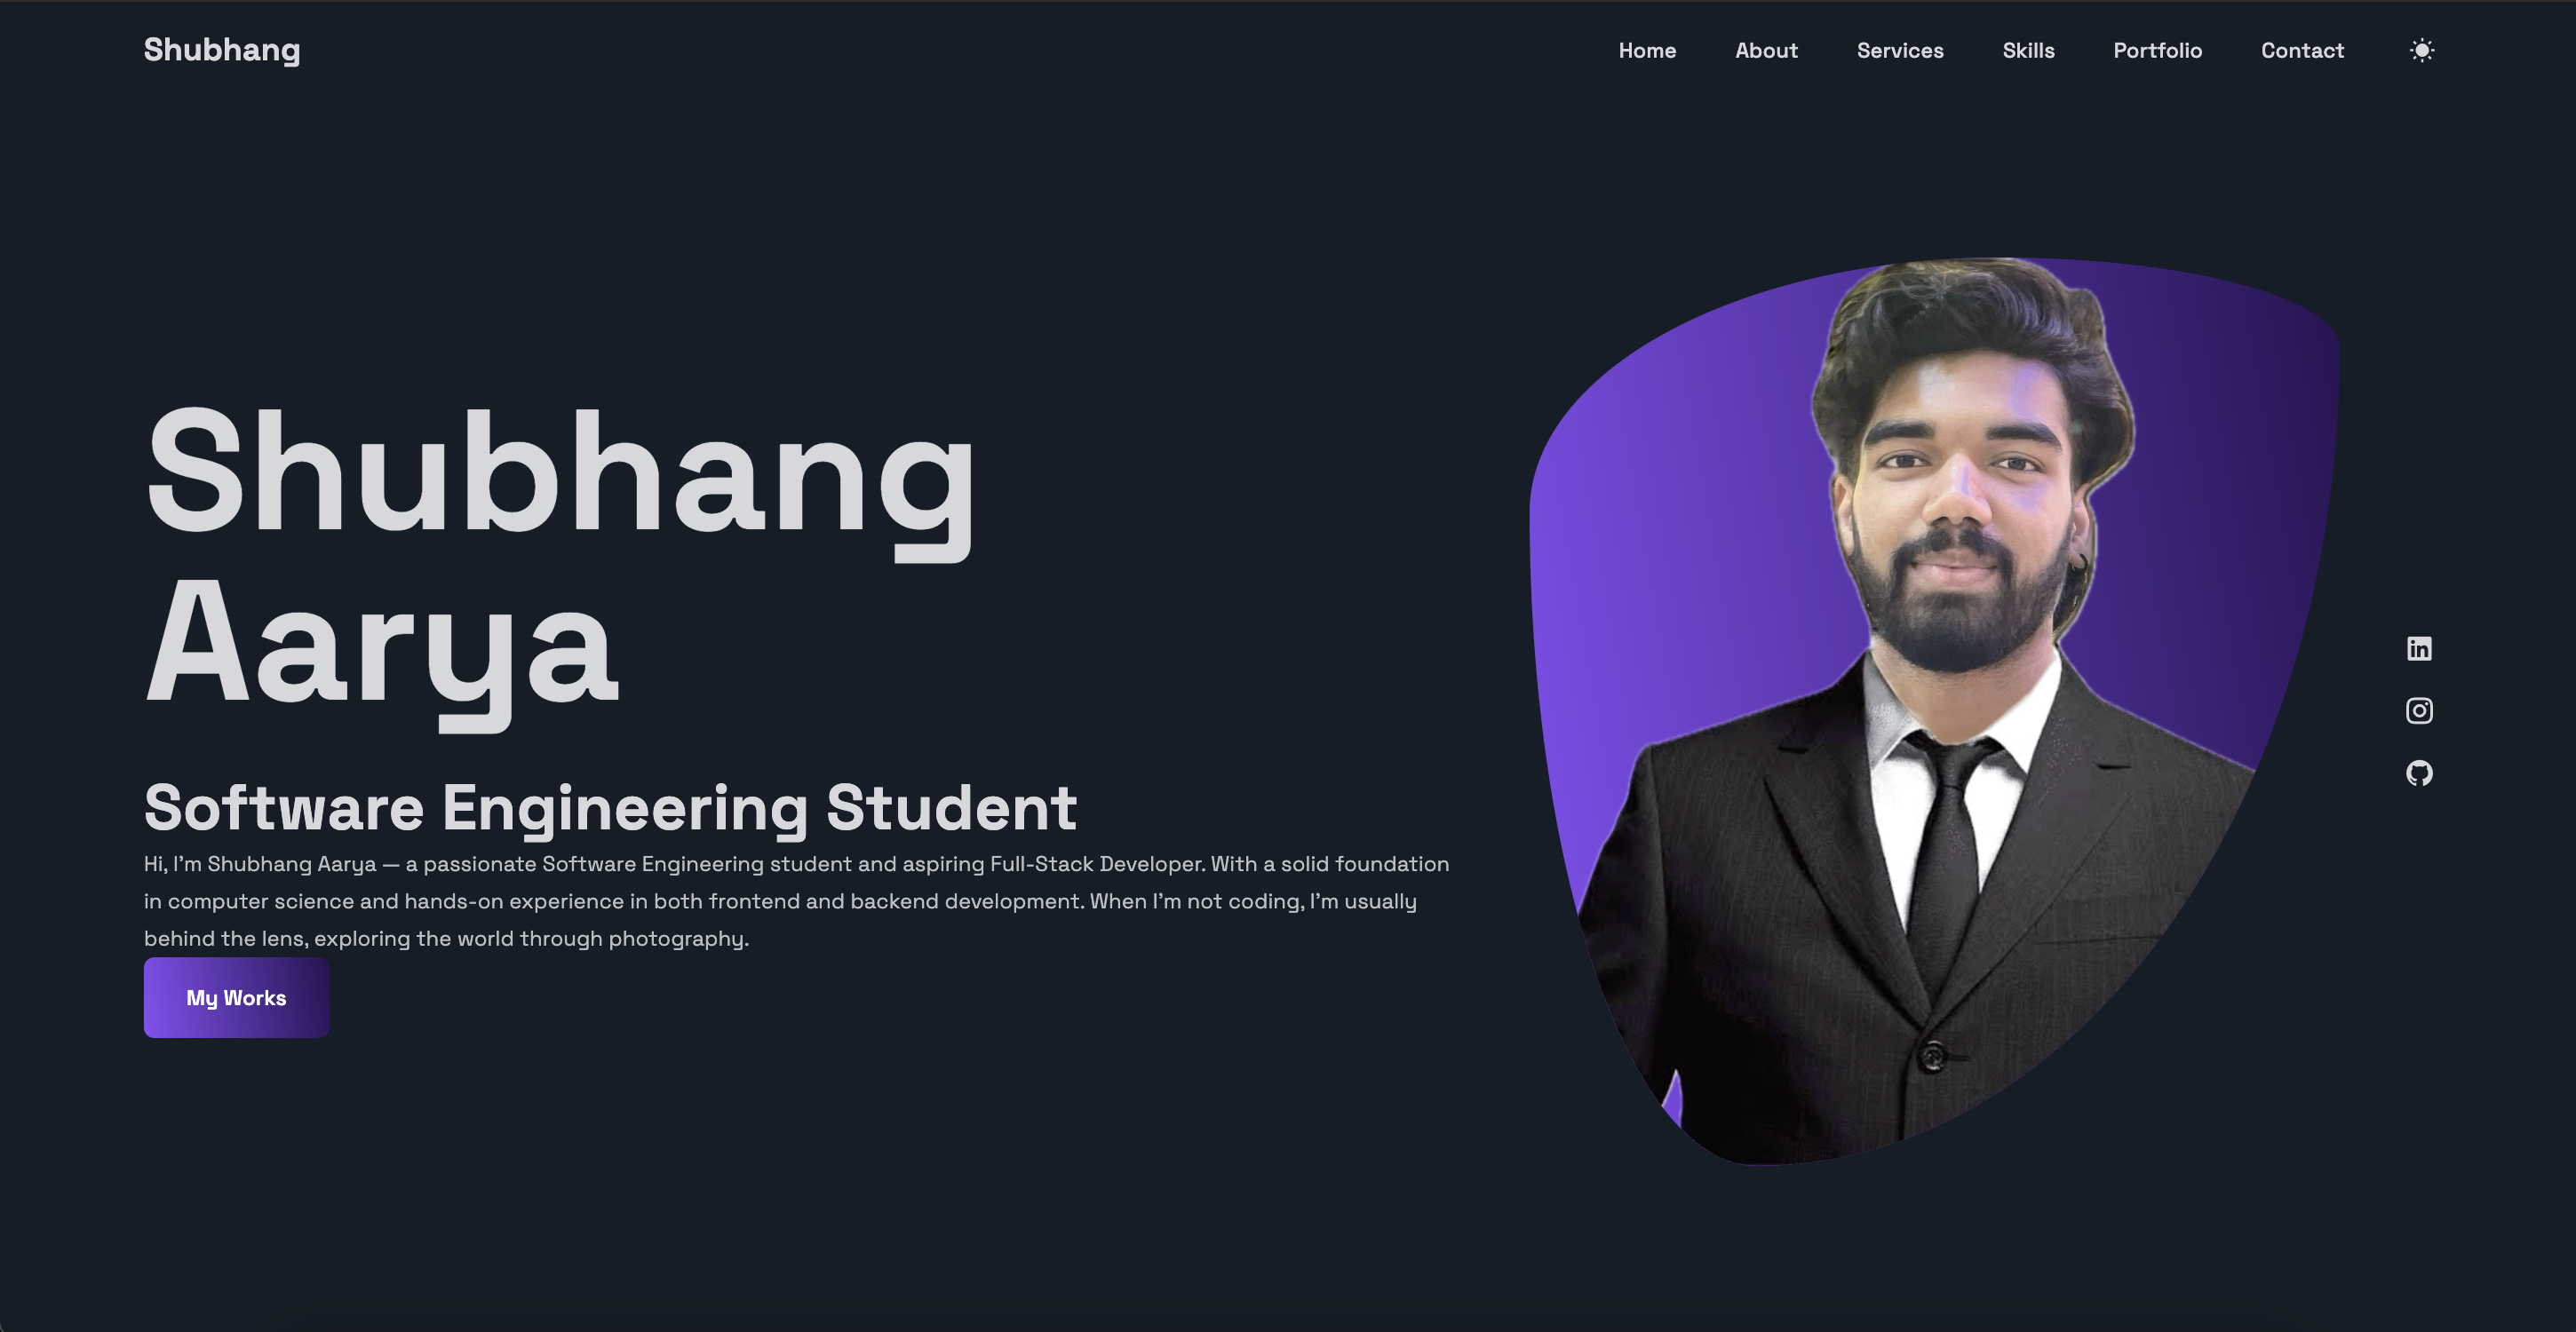 Shubhang
Home About Services Skills Portfolio Contact
Shubhang
Aarya
Software Engineering Student
Hi, I'm Shubhang Aarya — a passionate Software Engineering student and aspiring Full-Stack Developer. With a solid foundation
in computer science and hands-on experience in both frontend and backend development. When I'm not coding, I'm usually
behind the lens, exploring the world through photography.
My Works
in